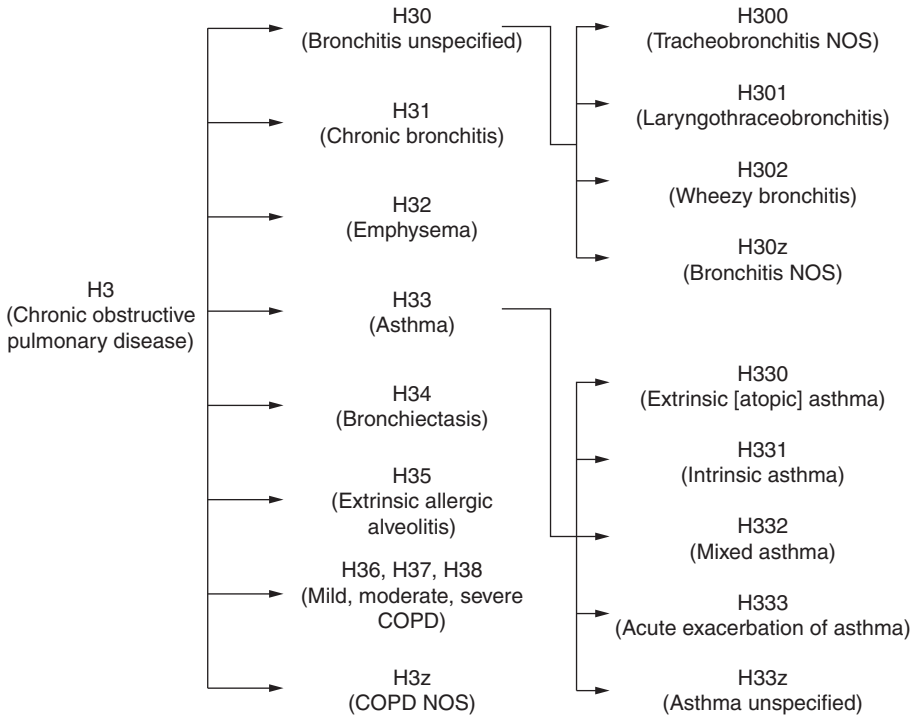 H3
(Chronic obstructive
pulmonary disease)
H30
(Bronchitis unspecified)
H31
(Chronic bronchitis)
H32
(Emphysema)
H33
(Asthma)
H34
(Bronchiectasis)
H35
(Extrinsic allergic
alveolitis)
H36, H37, H38
(Mild, moderate, severe
COPD)
H3z
(COPD NOS)
H300
(Tracheobronchitis NOS)
H301
(Laryngothraceobronchitis)
H302
(Wheezy bronchitis)
H30z
(Bronchitis NOS)
H330
(Extrinsic [atopic] asthma)
H331
(Intrinsic asthma)
H332
(Mixed asthma)
H333
(Acute exacerbation of asthma)
H33z
(Asthma unspecified)